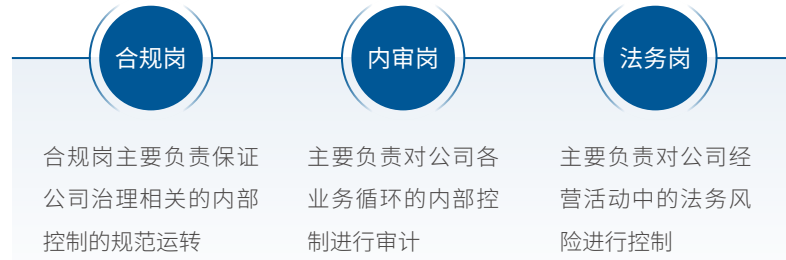 合规岗
内审岗
法务岗
合规岗主要负责保证
公司治理相关的内部
控制的规范运转
主要负责对公司各
业务循环的内部控
制进行审计
主要负责对公司经
营活动中的法务风
险进行控制